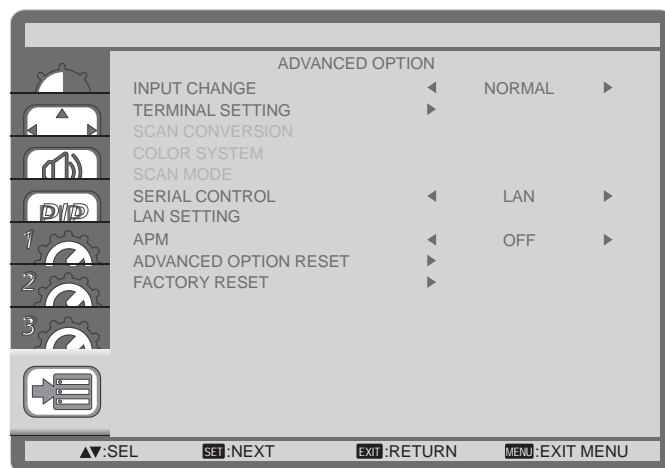 ADVANCED OPTION
INPUT CHANGE NORMAL
TERMINAL SETTING
SCAN CONVERSION
COLOR SYSTEM
SCAN MODE
SERIAL CONTROL LAN
LAN SETTING
APM OFF
ADVANCED OPTION RESET
FACTORY RESET
PIP
1
2
3
▲▼:SEL SET:NEXT EXIT:RETURN MENU:EXIT MENU